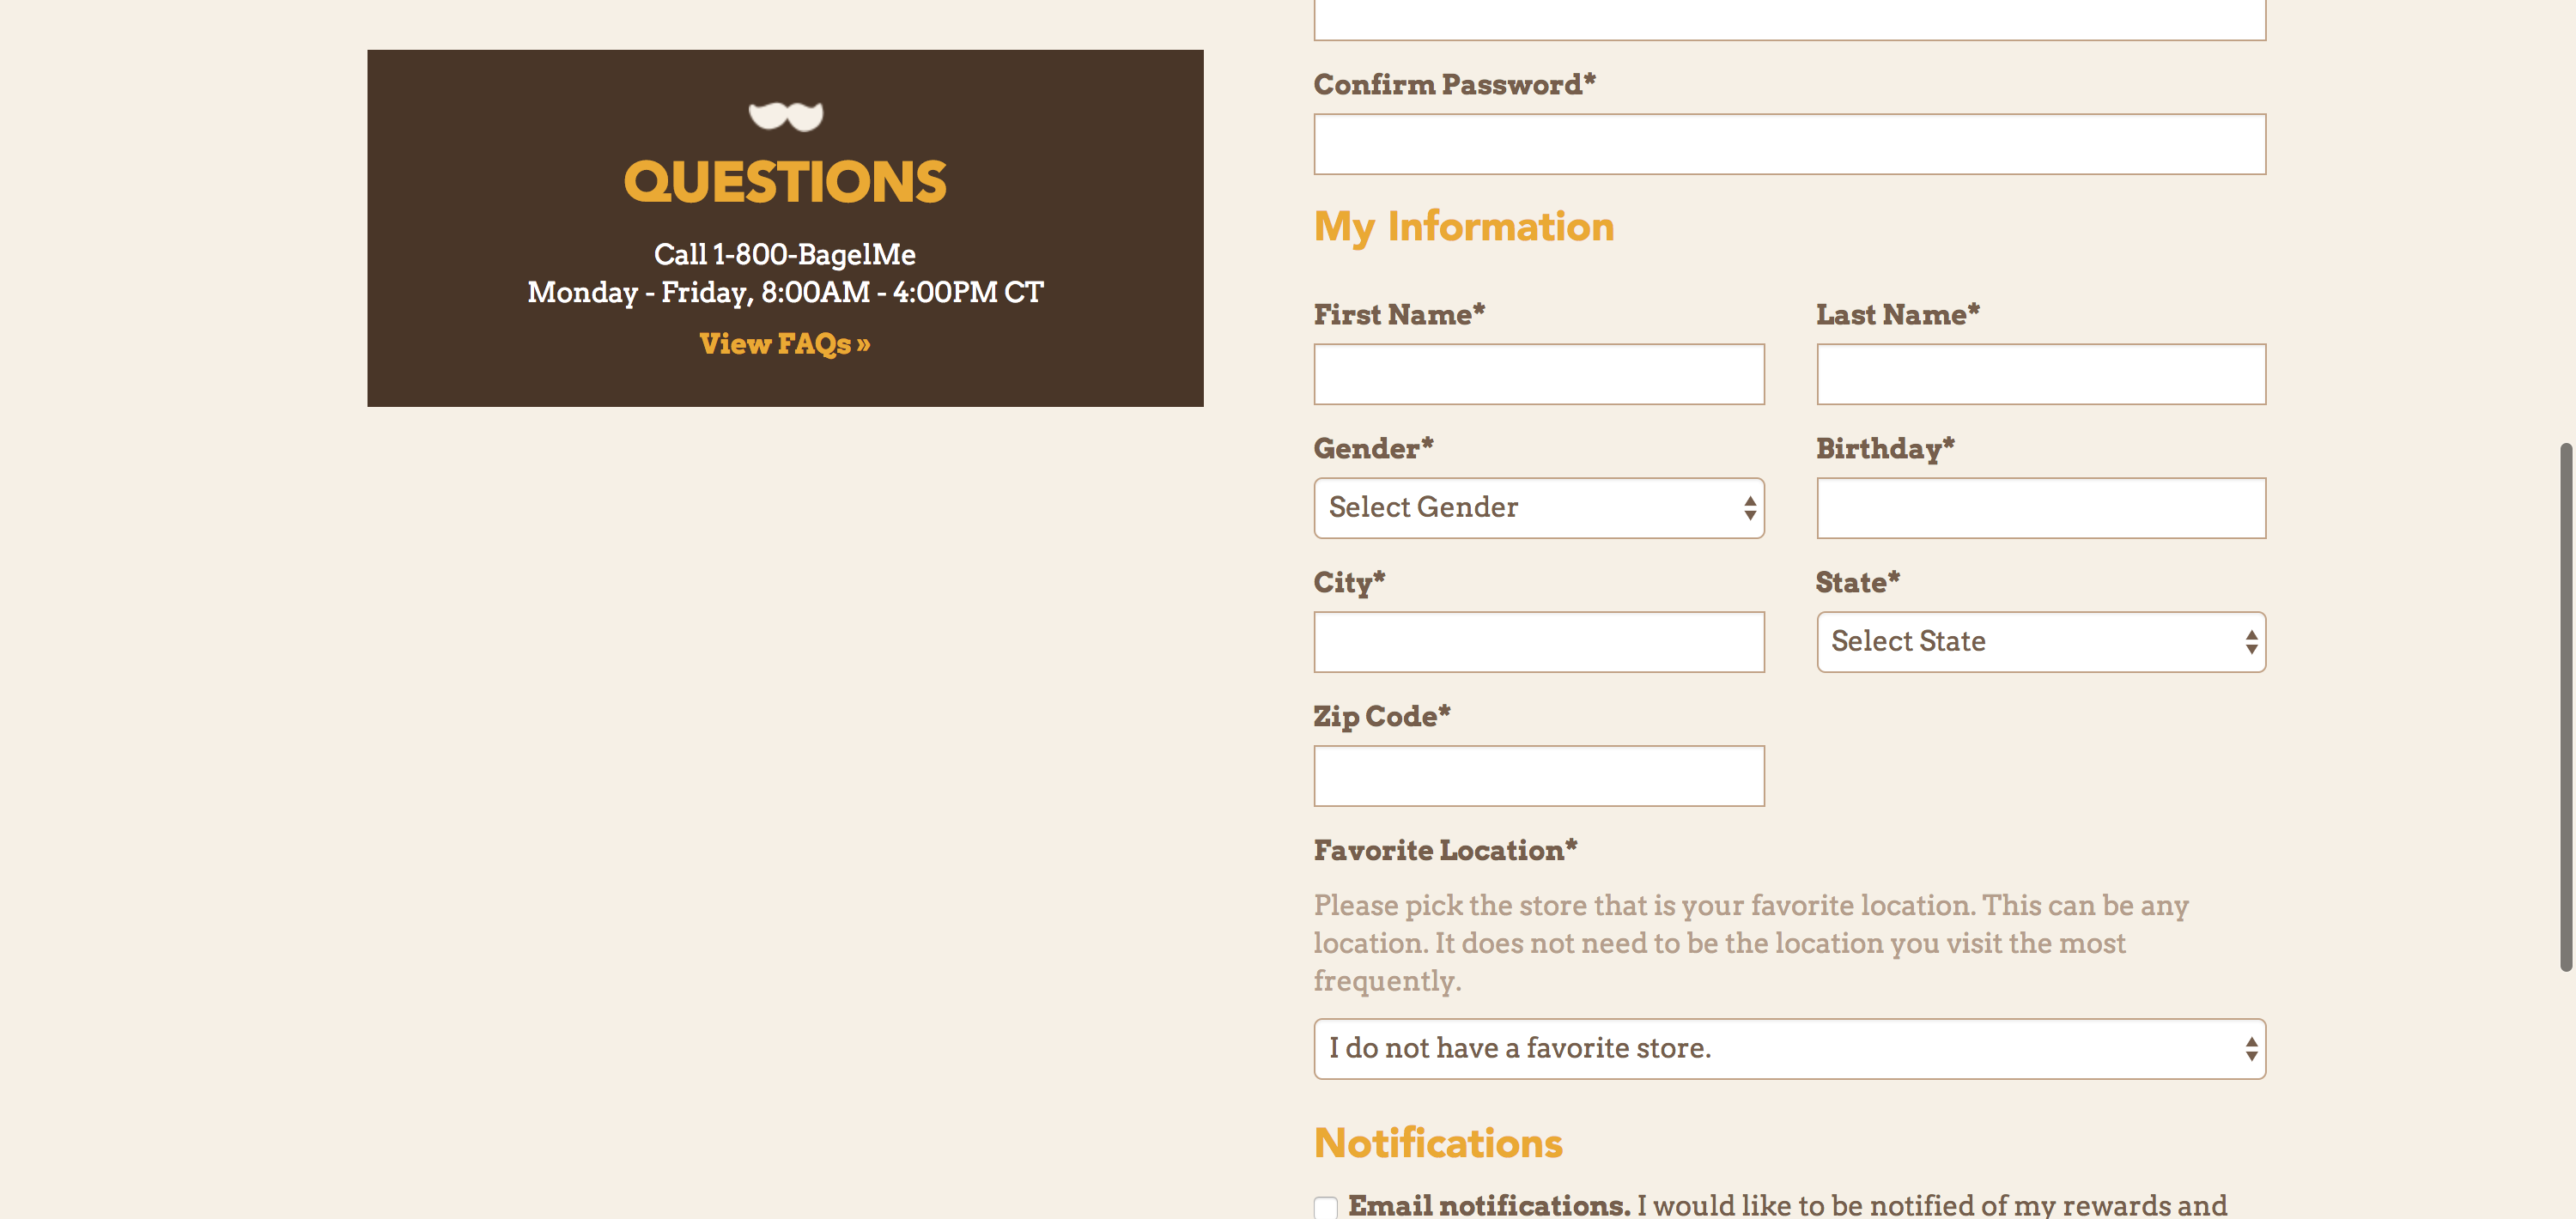 QUESTIONS
Call 1-800-BagelMe
Monday - Friday, 8:00AM - 4:00PM CT
View FAQs »
Confirm Password*
My Information
First Name*
Last Name*
Gender*
Birthday*
Select Gender
City*
State*
Select State
Zip Code*
Favorite Location*
Please pick the store that is your favorite location. This can be any
location. It does not need to be the location you visit the most
frequently.
I do not have a favorite store.
Notifications
Email notifications. I would like to be notified of my rewards and